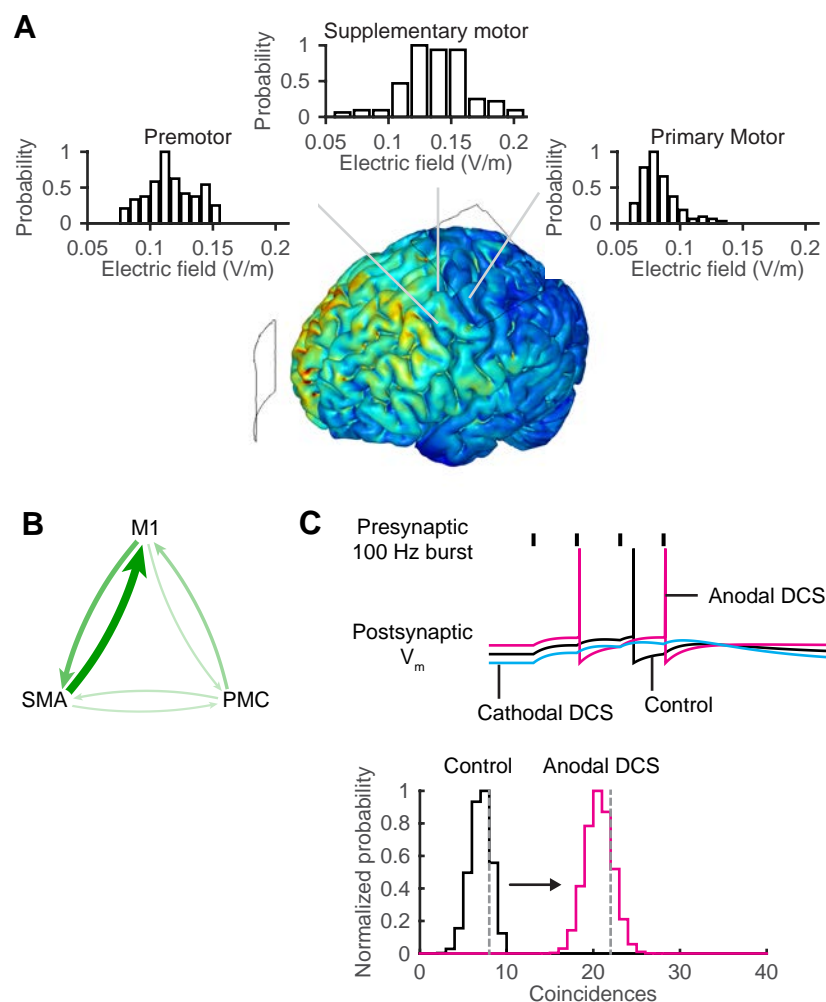 A
Supplementary motor
Probability
1
0.5
0
0.05 0.1 0.15 0.2
Electric field (V/m)
Premotor
Probability
1
0.5
0
0.05 0.1 0.15 0.2
Electric field (V/m)
Primary Motor
Probability
1
0.5
0
0.05 0.1 0.15 0.2
Electric field (V/m)
B
M1
SMA
PMC
C
Presynaptic
100 Hz burst
Anodal DCS
Postsynaptic
Vm
Cathodal DCS
Control
Control
Anodal DCS
Normalized probability
1
0.8
0.6
0.4
0.2
0
0 10 20 30 40
Coincidences